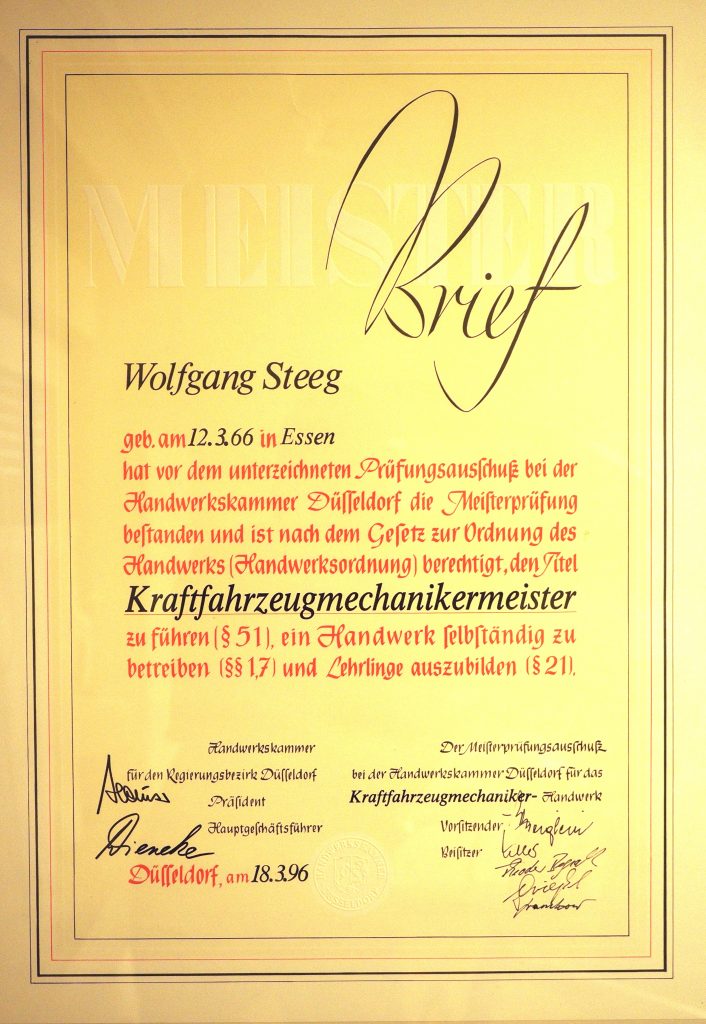 MEISTER
Brief
Wolfgang Steeg
geb. am 12.3.66 in Essen
hat vor dem unterzeichneten Prüfungsausschuß bei der
Handwerkskammer Düsseldorf die Meisterprüfung
bestanden und ist nach dem Gesetz zur Ordnung des
Handwerks (Handwerksordnung) berechtigt, den Titel
Kraftfahrzeugmechanikermeister
zu führen (§ 51), ein Handwerk selbständig zu
betreiben (§§ 1,7) und Lehrlinge auszubilden (§ 21).
Handwerkskammer
für den Regierungsbezirk Düsseldorf
Präsident
Hauptgeschäftsführer
Dieneke
Düsseldorf, am 18.3.96
Der Meisterprüfungsausschuß
bei der Handwerkskammer Düsseldorf für das
Kraftfahrzeugmechaniker- Handwerk
Vorsitzender
Beisitzer